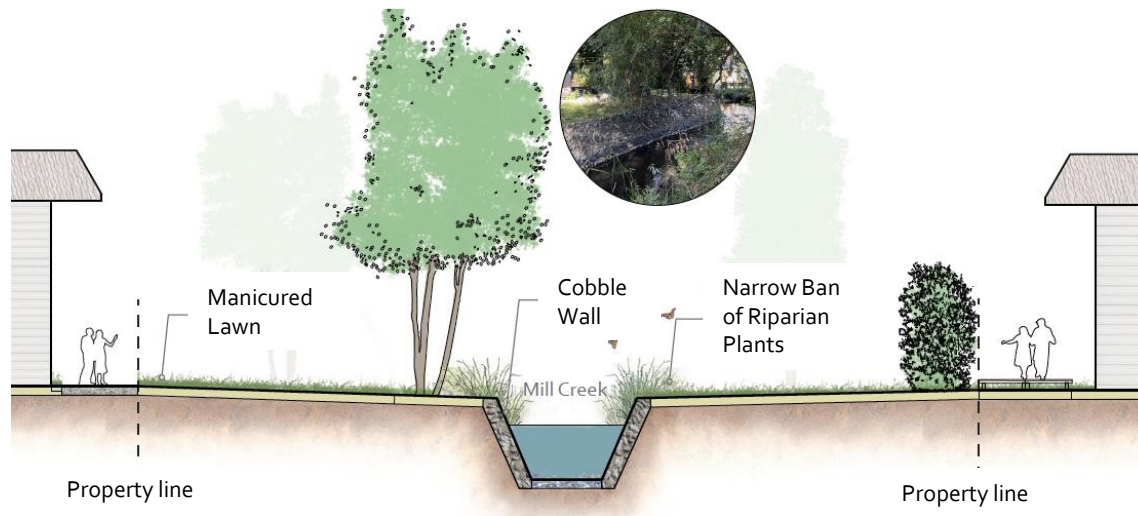 Manicured
Lawn
Cobble
Wall
Narrow Ban
of Riparian
Plants
Mill Creek
Property line
Property line